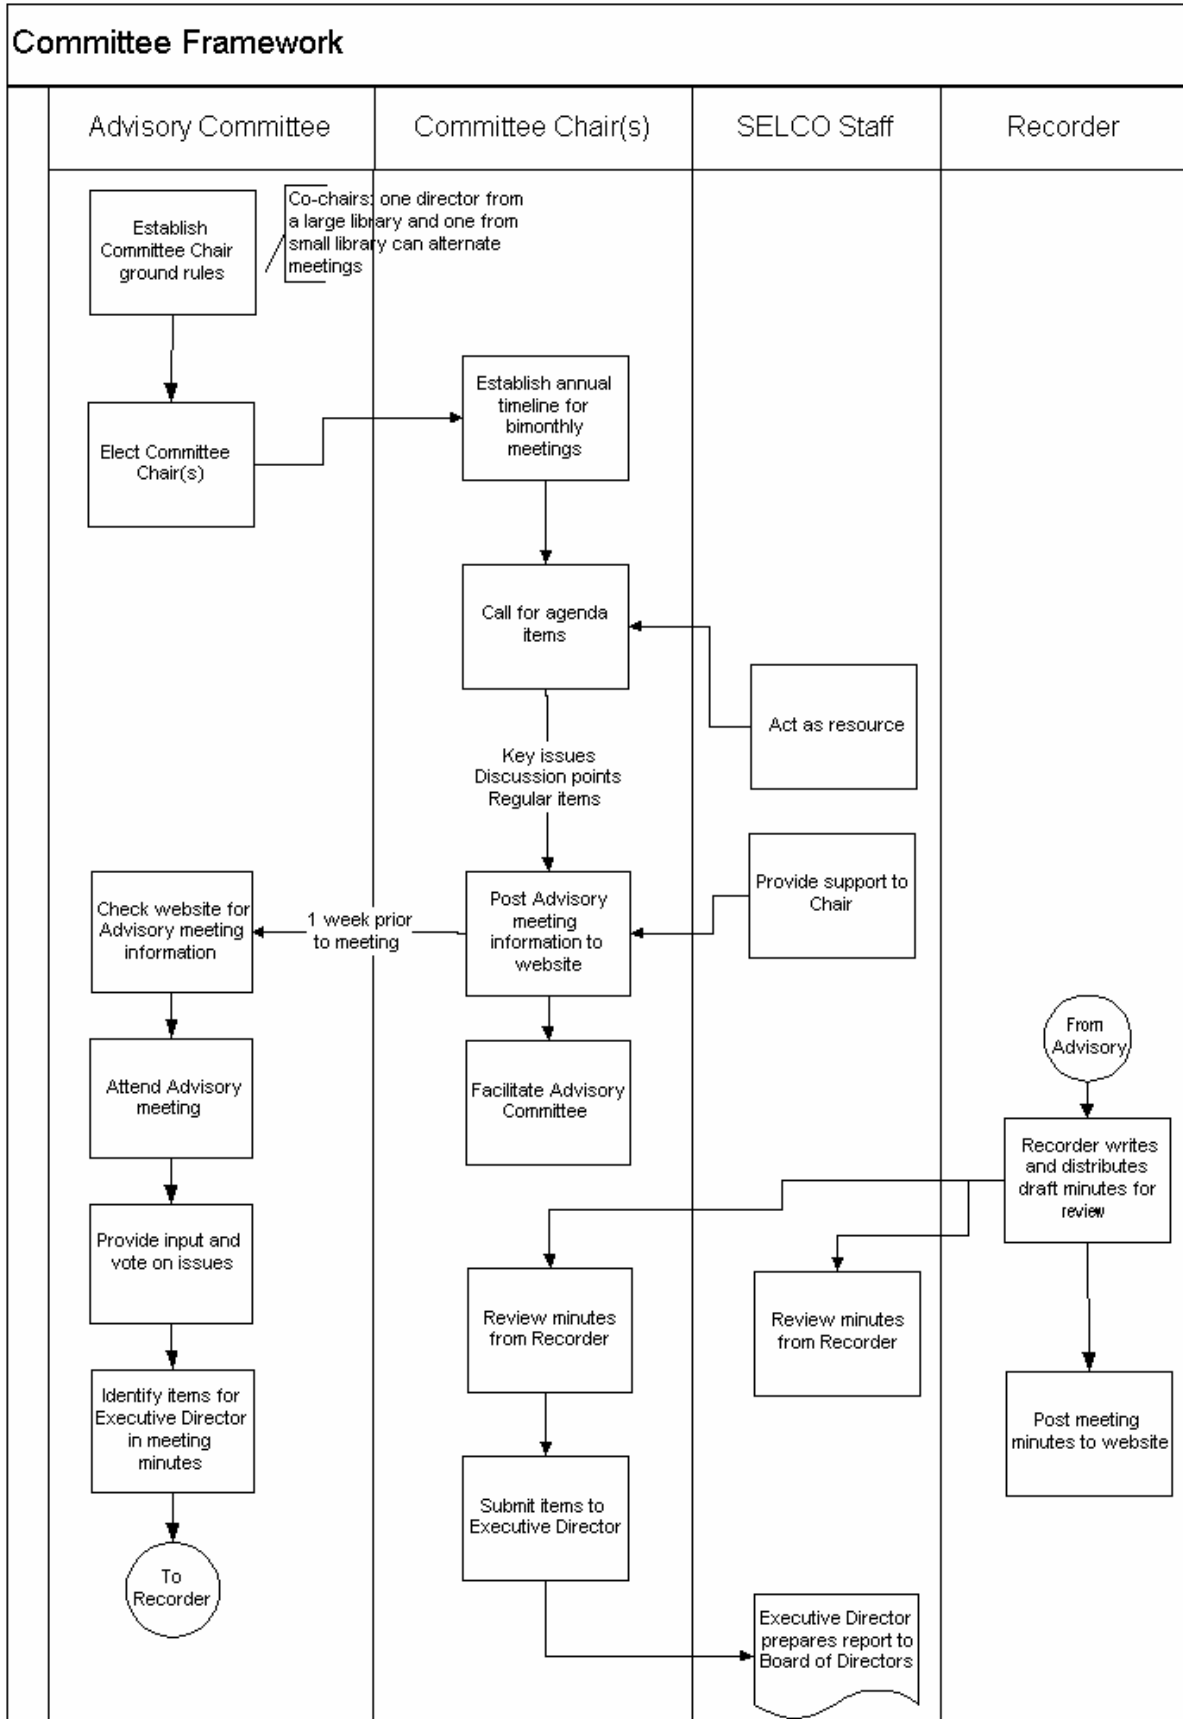 Committee Framework
Advisory Committee
Committee Chair(s)
SELCO Staff
Recorder
Establish
Committee Chair
ground rules
Co-chairs: one director from
a large library and one from
small library can alternate
meetings
Elect Committee
Chair(s)
Establish annual
timeline for
bimonthly
meetings
Call for agenda
items
Act as resource
Key issues
Discussion points
Regular items
Provide support to
Chair
Post Advisory
meeting
information to
website
1 week prior
to meeting
Check website for
Advisory meeting
information
Attend Advisory
meeting
Facilitate Advisory
Committee
From
Advisory
Recorder writes
and distributes
draft minutes for
review
Provide input and
vote on issues
Review minutes
from Recorder
Review minutes
from Recorder
Identify items for
Executive Director
in meeting
minutes
Post meeting
minutes to website
Submit items to
Executive Director
To
Recorder
Executive Director
prepares report to
Board of Directors